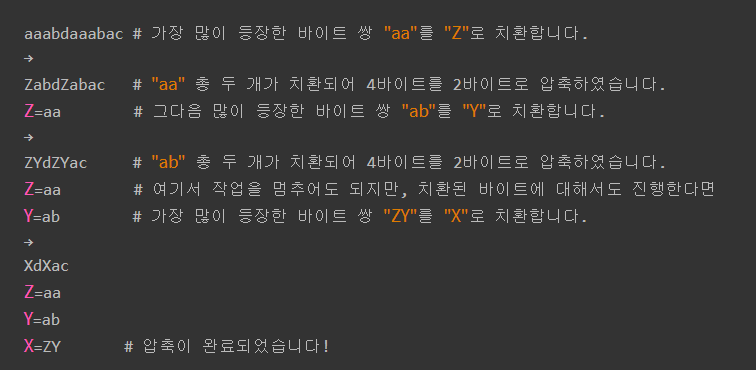 aaabdaaabac # 가장 많이 등장한 바이트 쌍 "aa"를 "Z"로 치환합니다.
→
ZabdZabac # "aa" 총 두 개가 치환되어 4바이트를 2바이트로 압축하였습니다.
Z=aa # 그다음 많이 등장한 바이트 쌍 "ab"를 "Y"로 치환합니다.
→
ZYdZYac # "ab" 총 두 개가 치환되어 4바이트를 2바이트로 압축하였습니다.
Z=aa # 여기서 작업을 멈추어도 되지만, 치환된 바이트에 대해서도 진행한다면
Y=ab # 가장 많이 등장한 바이트 쌍 "ZY"를 "X"로 치환합니다.
→
XdXac
Z=aa
Y=ab
X=ZY # 압축이 완료되었습니다!